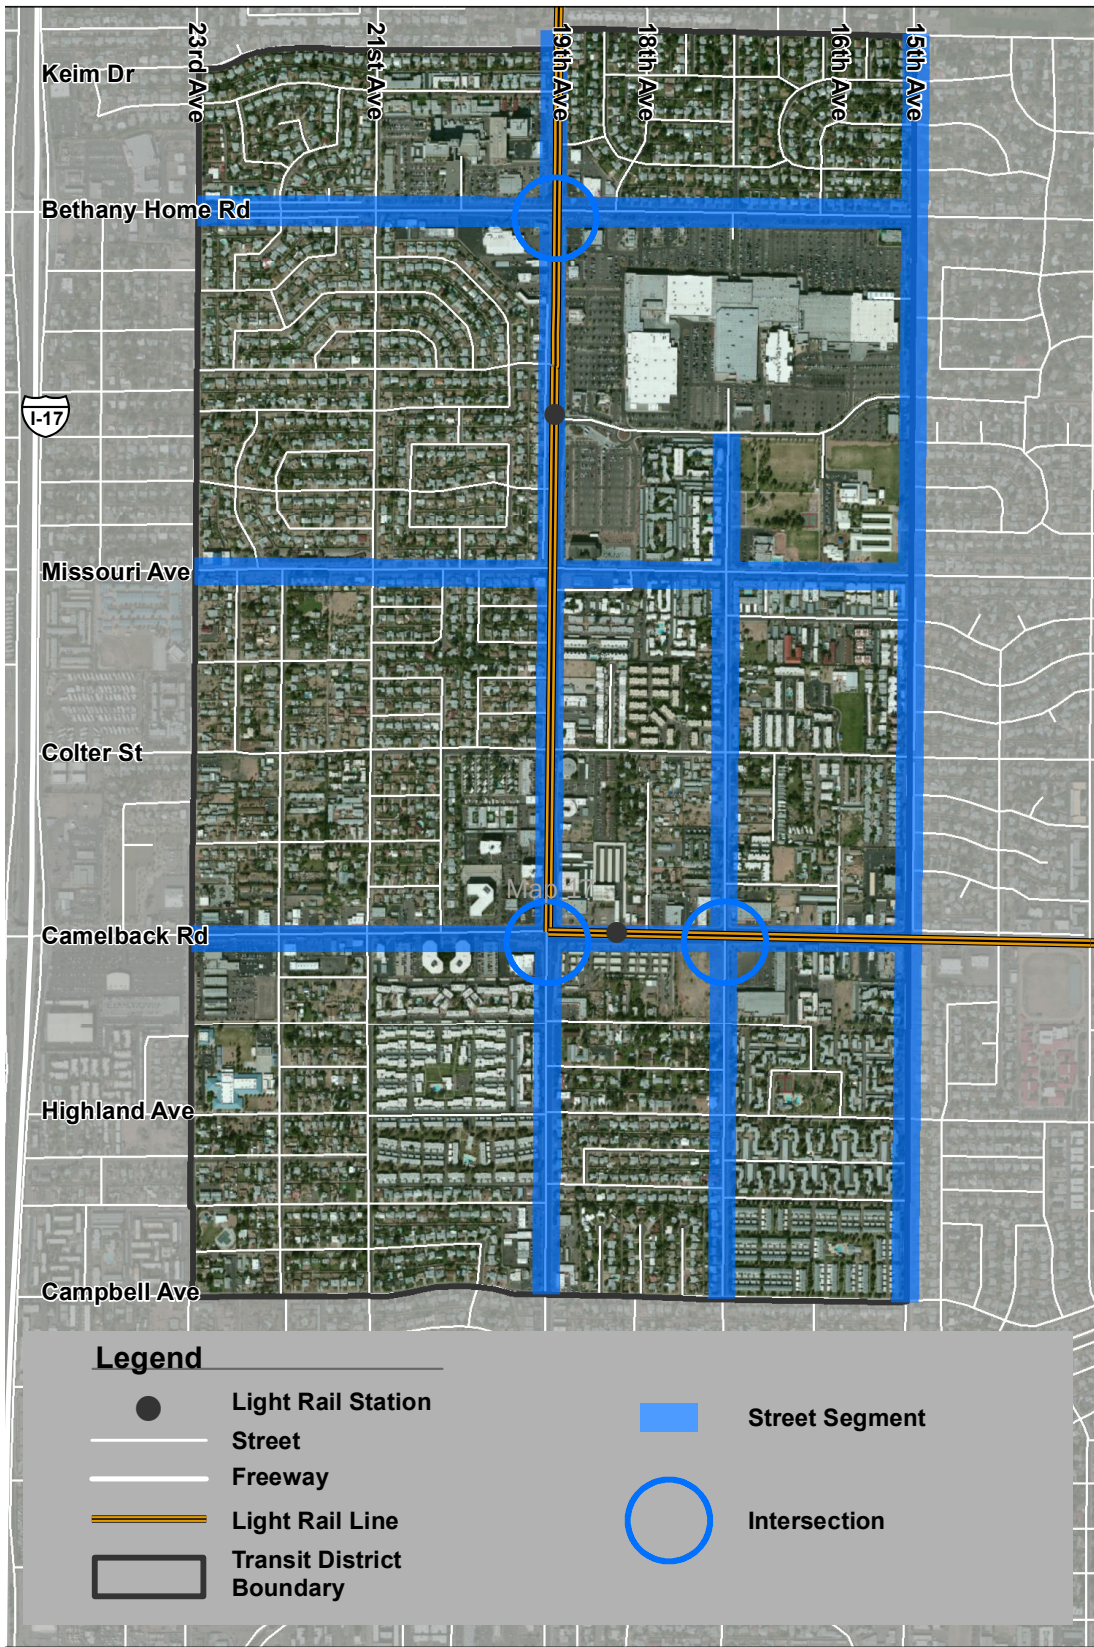 23rd Ave
21st Ave
19th Ave
18th Ave
16th Ave
15th Ave
Keim Dr
Bethany Home Rd
I-17
Missouri Ave
Colter St
Map 11
Camelback Rd
Highland Ave
Campbell Ave
Legend
Light Rail Station
Street
Freeway
Light Rail Line
Transit District
Boundary
Street Segment
Intersection